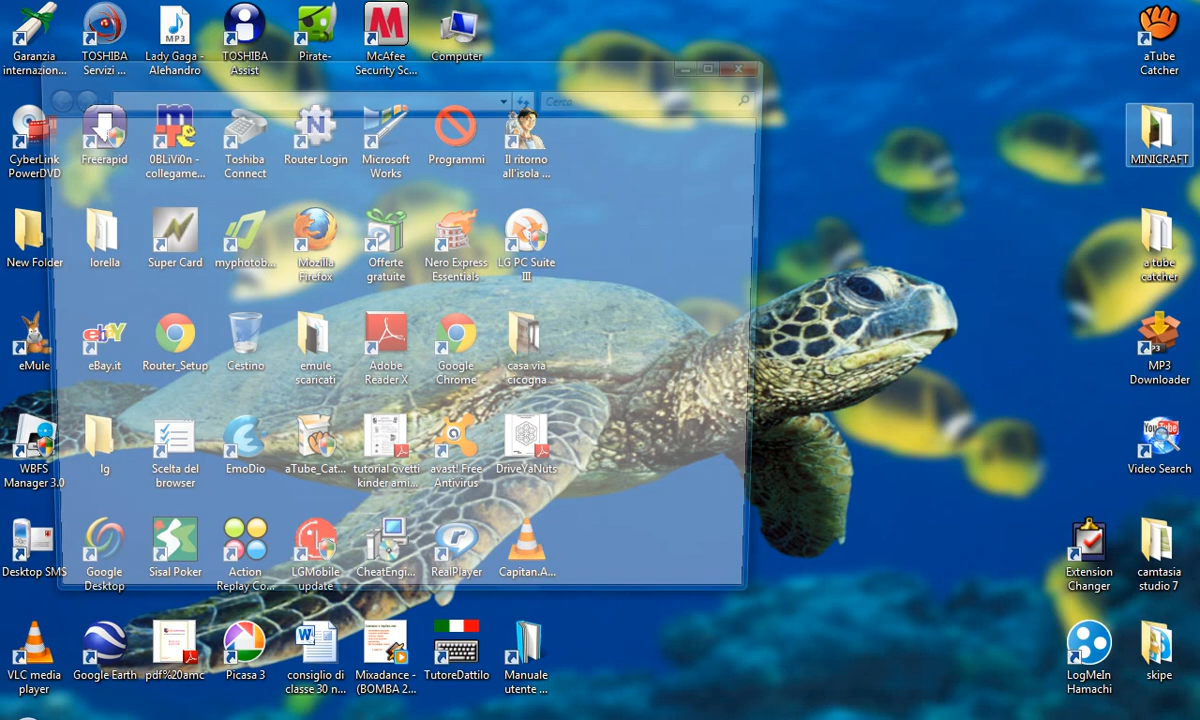 Garanzia
internazion...
TOSHIBA
Servizi ...
MP3
Lady Gaga -
Alehandro
TOSHIBA
Assist
Pirate-
McAfee
Security Sc...
Computer
aTube
Catcher
Cerca
CyberLink
PowerDVD
Freerapid
0BLiVi0n -
collegame...
Toshiba
Connect
N
Router Login
Microsoft
Works
Programmi
Il ritorno
all'isola ...
MINICRAFT
New Folder
lorella
Super Card
myphotob...
Mozilla
Firefox
Offerte
gratuite
Nero Express
Essentials
LG PC Suite
III
a tube
catcher
eMule
ebay
eBay.it
Router_Setup
Cestino
emule
scaricati
Adobe
Reader X
Google
Chrome
casa via
cicogna
MP3
MP3
Downloader
WBFS
Manager 3.0
lg
Scelta del
browser
EmoDio
aTube_Cat...
tutorial ovetti
kinder ami...
avast! Free
Antivirus
DriveYaNuts
YouTube
Video Search
Desktop SMS
Google
Desktop
Sisal Poker
Action
Replay Co...
LGMobile
update
CheatEngi...
RealPlayer
Capitan.A...
Extension
Changer
camtasia
studio 7
VLC media
player
Google Earth
pdf%20amc
Picasa 3
W
consiglio di
classe 30 n...
Mixadance -
(BOMBA 2...
TutoreDattilo
Manuale
utente ...
LogMeIn
Hamachi
skipe